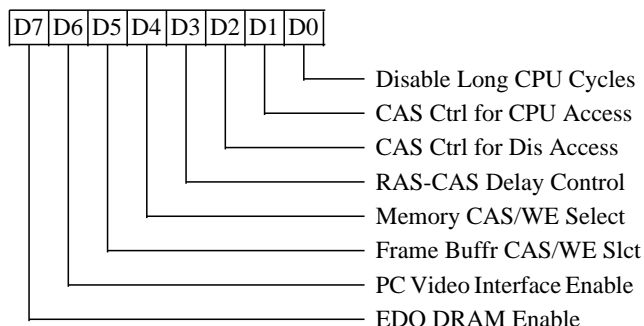 D7 D6 D5 D4 D3 D2 D1 D0
Disable Long CPU Cycles
CAS Ctrl for CPU Access
CAS Ctrl for Dis Access
RAS-CAS Delay Control
Memory CAS/WE Select
Frame Buffr CAS/WE Slct
PC Video Interface Enable
EDO DRAM Enable